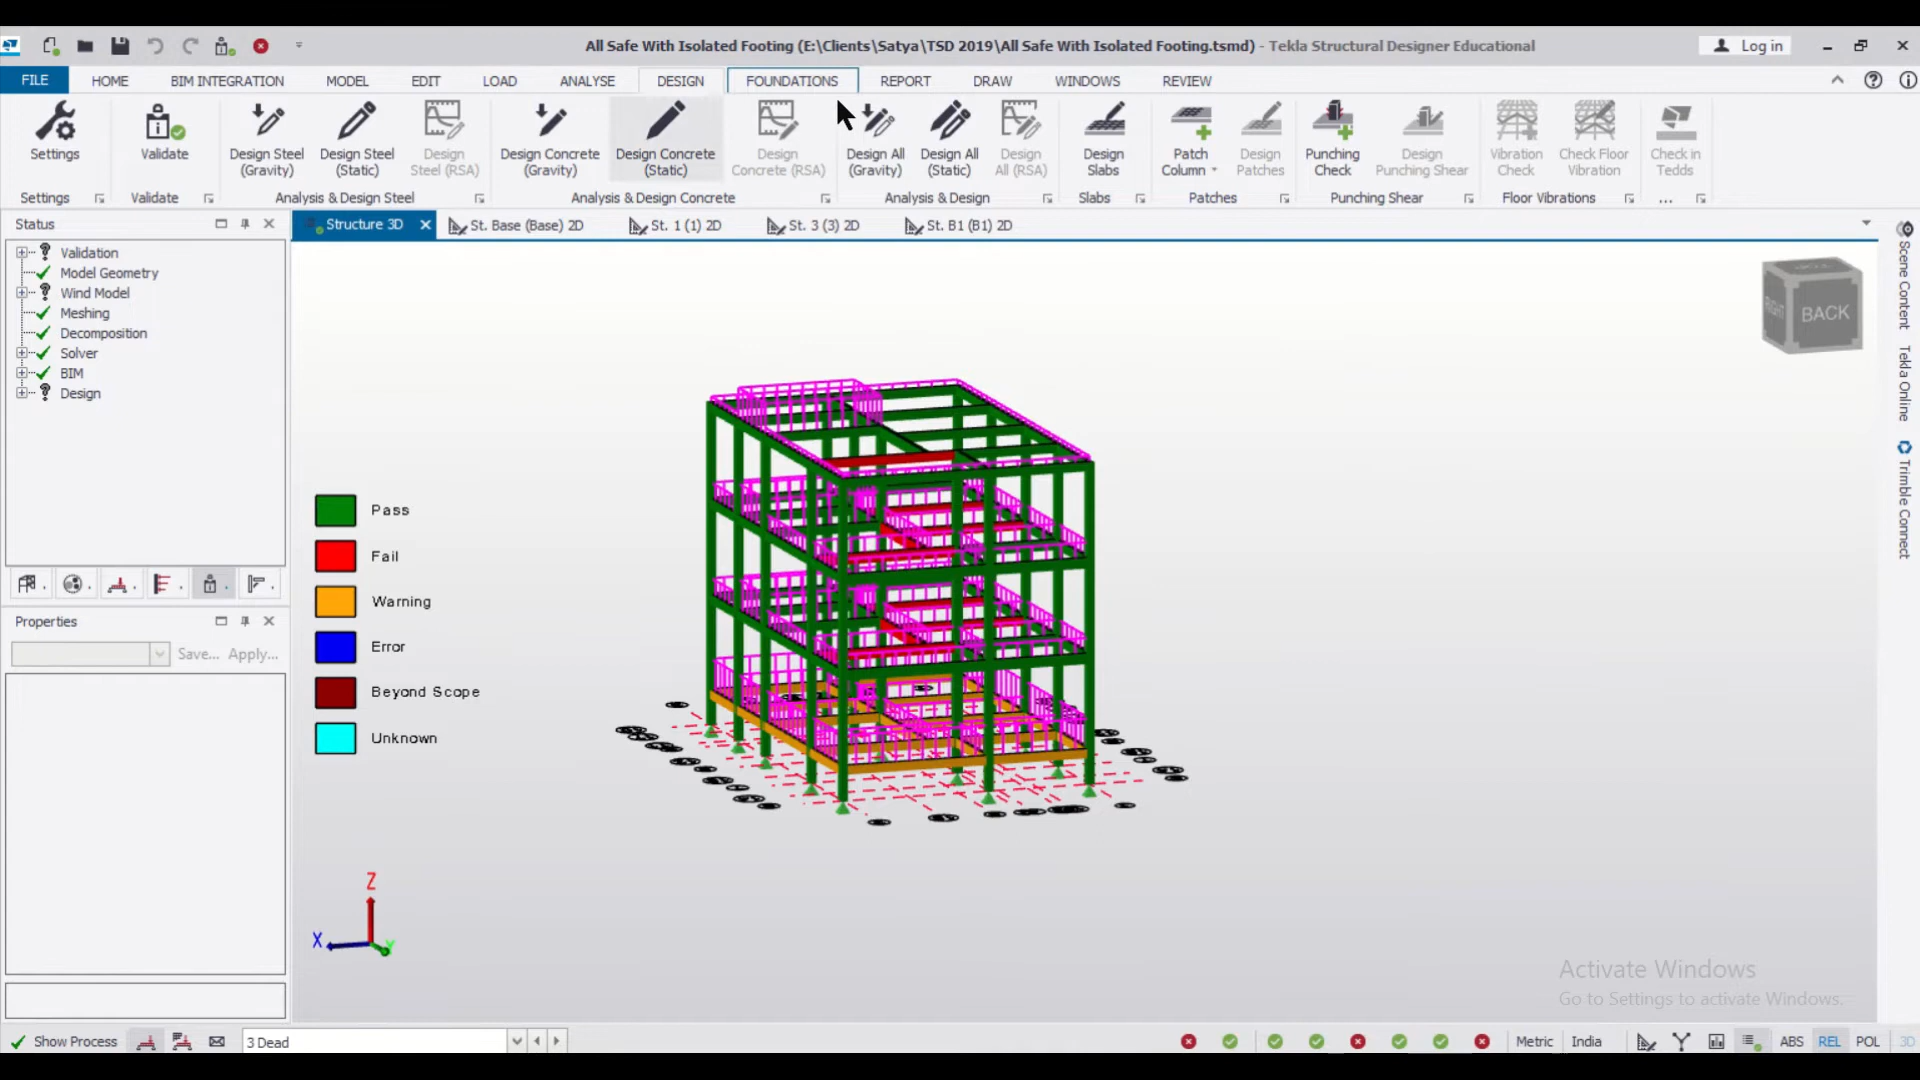 All Safe With Isolated Footing (E:\Clients\Satya\TSD 2019\All Safe With Isolated Footing.tsmd) - Tekla Structural Designer Educational
Log in
FILE HOME BIM INTEGRATION MODEL EDIT LOAD ANALYSE DESIGN FOUNDATIONS REPORT DRAW WINDOWS REVIEW
Settings
Validate
Design Steel (Gravity)
Design Steel (Static)
Design Steel (RSA)
Design Concrete (Gravity)
Design Concrete (Static)
Design Concrete (RSA)
Design All (Gravity)
Design All (Static)
Design All (RSA)
Design Slabs
Patch Column
Design Patches
Punching Check
Design Punching Shear
Vibration Check
Check Floor Vibration
Check in Tedds
Settings Validate Analysis & Design Steel Analysis & Design Concrete Analysis & Design Slabs Patches Punching Shear Floor Vibrations ...
Status
Structure 3D St. Base (Base) 2D St. 1 (1) 2D St. 3 (3) 2D St. B1 (B1) 2D
Validation
Model Geometry
Wind Model
Meshing
Decomposition
Solver
BIM
Design
Properties
Save... Apply...
Pass
Fail
Warning
Error
Beyond Scope
Unknown
Z
X
Y
RIGHT
BACK
Scene Content
Tekla Online
Trimble Connect
Activate Windows
Go to Settings to activate Windows.
Show Process
3 Dead
Metric India ABS REL POL 3D